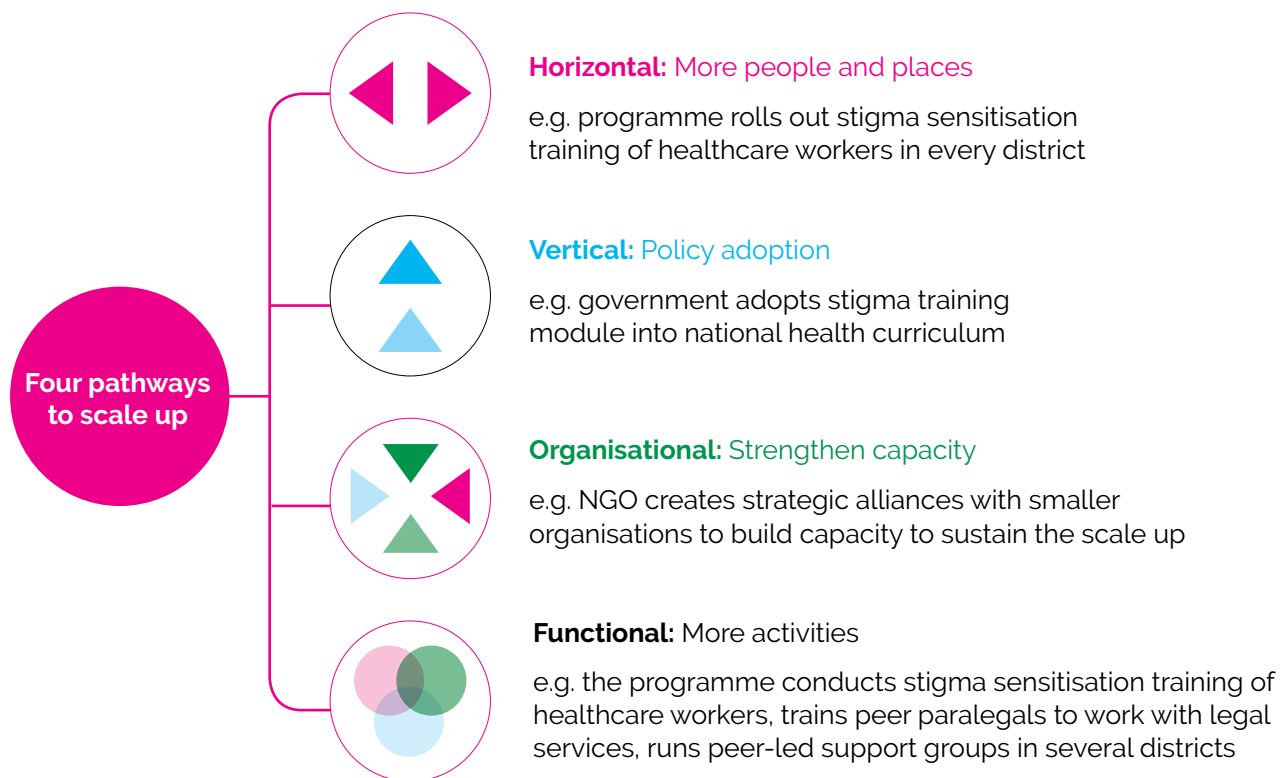 Four pathways
to scale up
Horizontal: More people and places
e.g. programme rolls out stigma sensitisation
training of healthcare workers in every district
Vertical: Policy adoption
e.g. government adopts stigma training
module into national health curriculum
Organisational: Strengthen capacity
e.g. NGO creates strategic alliances with smaller
organisations to build capacity to sustain the scale up
Functional: More activities
e.g. the programme conducts stigma sensitisation training of
healthcare workers, trains peer paralegals to work with legal
services, runs peer-led support groups in several districts